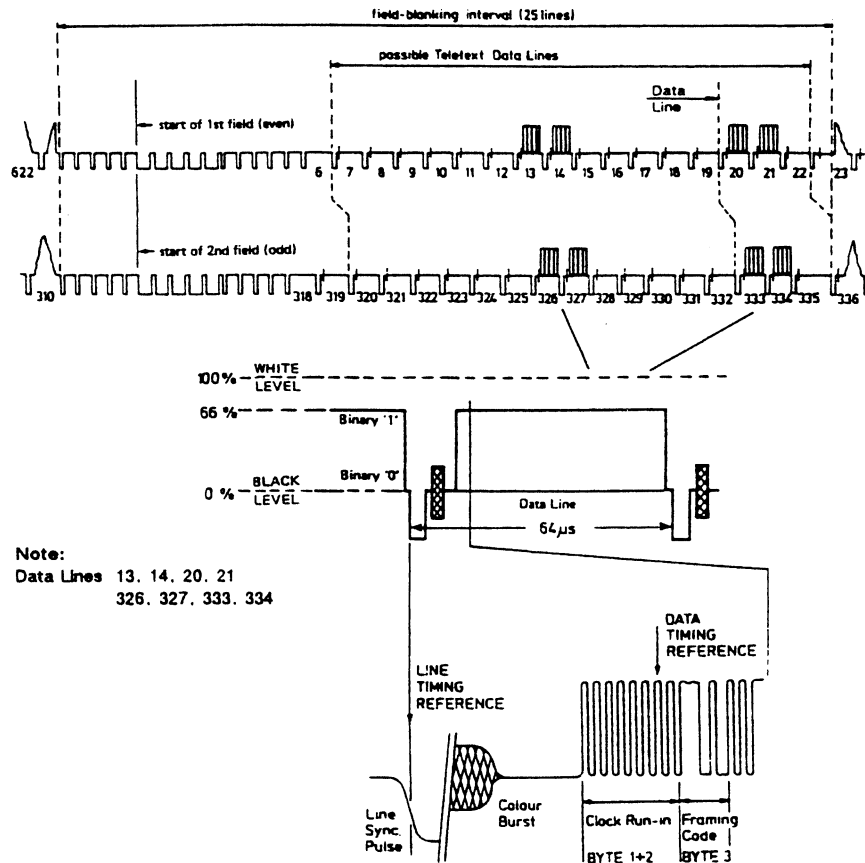 field-blanking interval (25 lines)
possible Teletext Data Lines
Data
Line
start of 1st field (even)
622 6 7 8 9 10 11 12 13 14 15 16 17 18 19 20 21 22 23
start of 2nd field (odd)
310 318 319 320 321 322 323 324 325 326 327 328 329 330 331 332 333 334 335 336
100% WHITE
LEVEL
66%
Binary '1'
Binary '0'
0% BLACK
LEVEL
Data Line
64µs
Note:
Data Lines 13, 14, 20, 21
326, 327, 333, 334
DATA
TIMING
REFERENCE
LINE
TIMING
REFERENCE
Line
Sync.
Pulse
Colour
Burst
Clock Run-in
BYTE 1+2
Framing
Code
BYTE 3